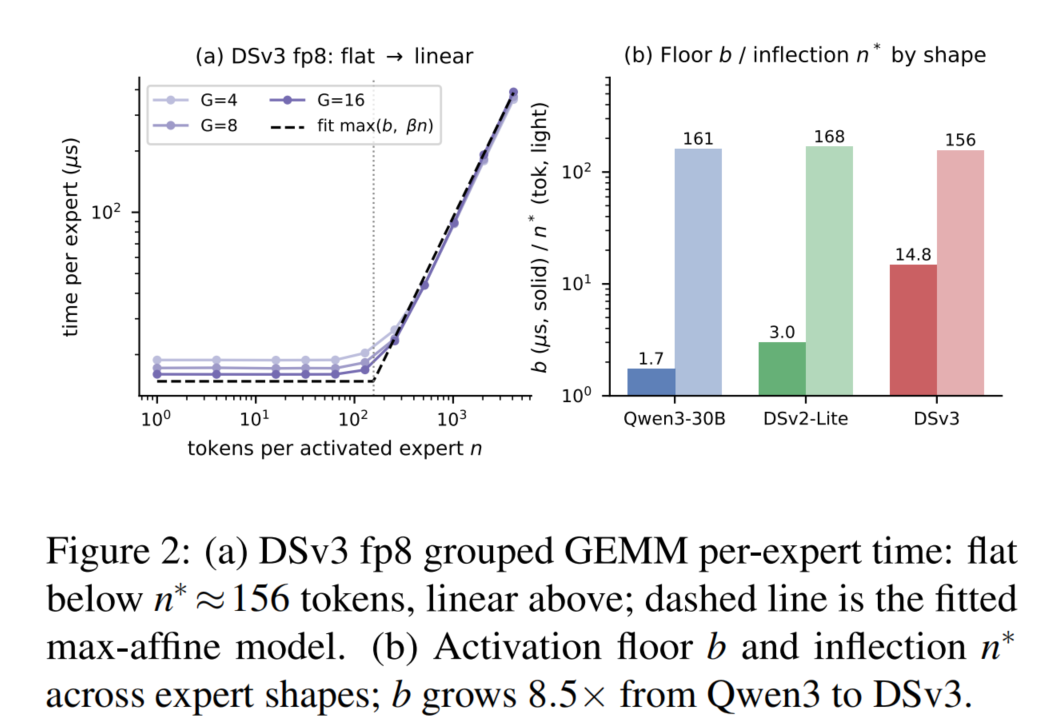 (a) DSv3 fp8: flat → linear
G=4
G=8
G=16
fit max(b, βn)
time per expert (μs)
10²
10⁰ 10¹ 10² 10³
tokens per activated expert n
(b) Floor b / inflection n* by shape
b (μs, solid) / n* (tok, light)
10²
10¹
10⁰
1.7
161
3.0
168
14.8
156
Qwen3-30B DSv2-Lite DSv3
Figure 2: (a) DSv3 fp8 grouped GEMM per-expert time: flat
below n* ≈ 156 tokens, linear above; dashed line is the fitted
max-affine model. (b) Activation floor b and inflection n*
across expert shapes; b grows 8.5× from Qwen3 to DSv3.